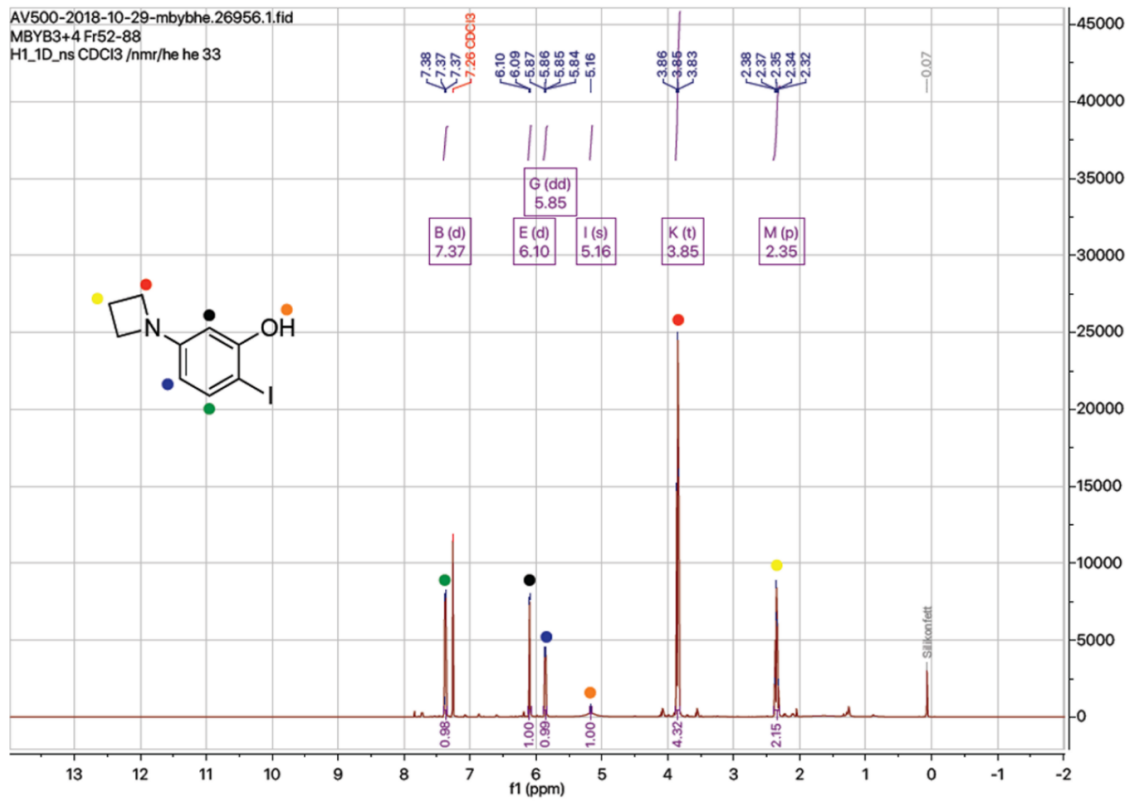 AV500-2018-10-29-mbybhe.26956.1.fid
MBYB3+4 Fr52-88
H1_1D_ns CDCl3 /nmr/he he 33
7.38
7.37
7.37
7.26 CDCl3
6.10
6.09
5.87
5.86
5.85
5.84
5.16
3.86
3.85
3.83
2.38
2.37
2.35
2.34
2.32
-0.07
G (dd)
5.85
B (d)
7.37
E (d)
6.10
I (s)
5.16
K (t)
3.85
M (p)
2.35
N
OH
I
Silikonfett
0.98
1.00
0.99
1.00
4.32
2.15
45000
40000
35000
30000
25000
20000
15000
10000
5000
0
13 12 11 10 9 8 7 6 5 4 3 2 1 0 -1 -2
f1 (ppm)